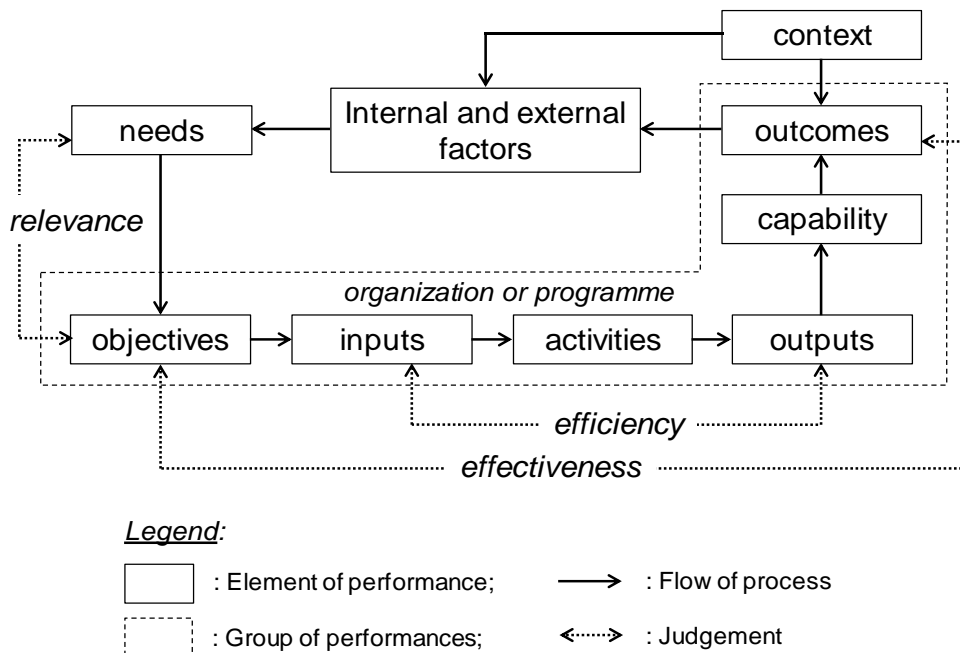 context
Internal and external
factors
needs
outcomes
relevance
capability
organization or programme
objectives
inputs
activities
outputs
efficiency
effectiveness
Legend:
: Element of performance;
: Flow of process
: Group of performances;
: Judgement